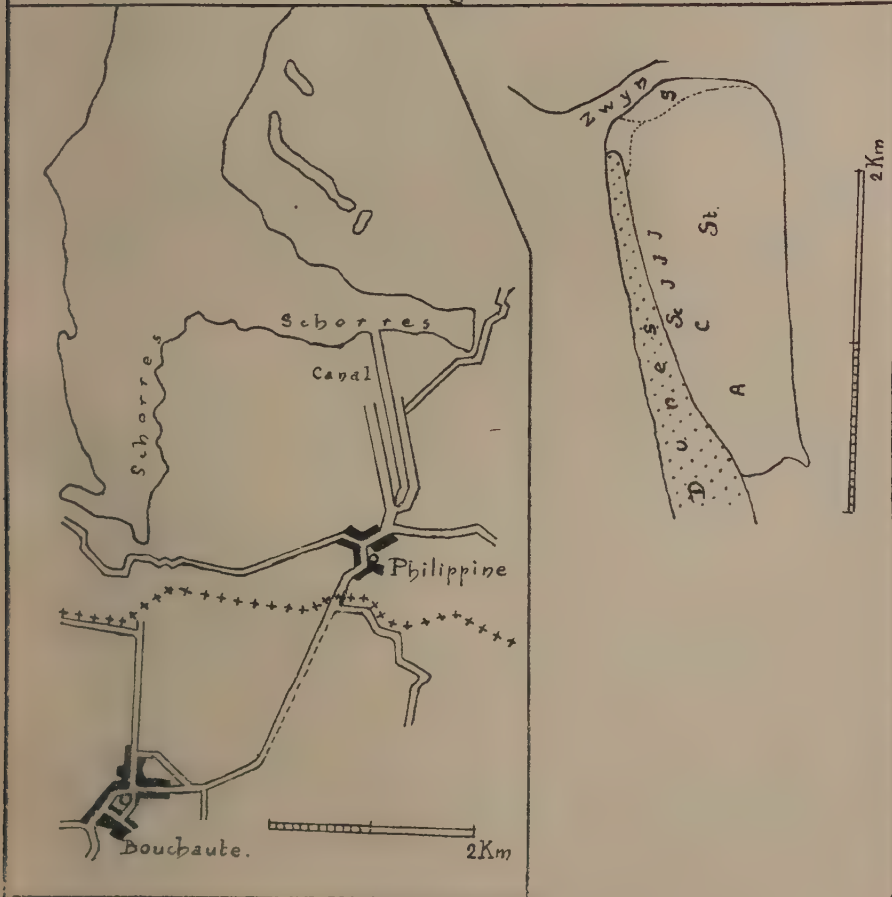 Schorres
Canal
Schorres
Philippine
Bouchaute.
2Km
Zwyn
S
St.
J
J
J
Sc
C
A
Dunes
2Km